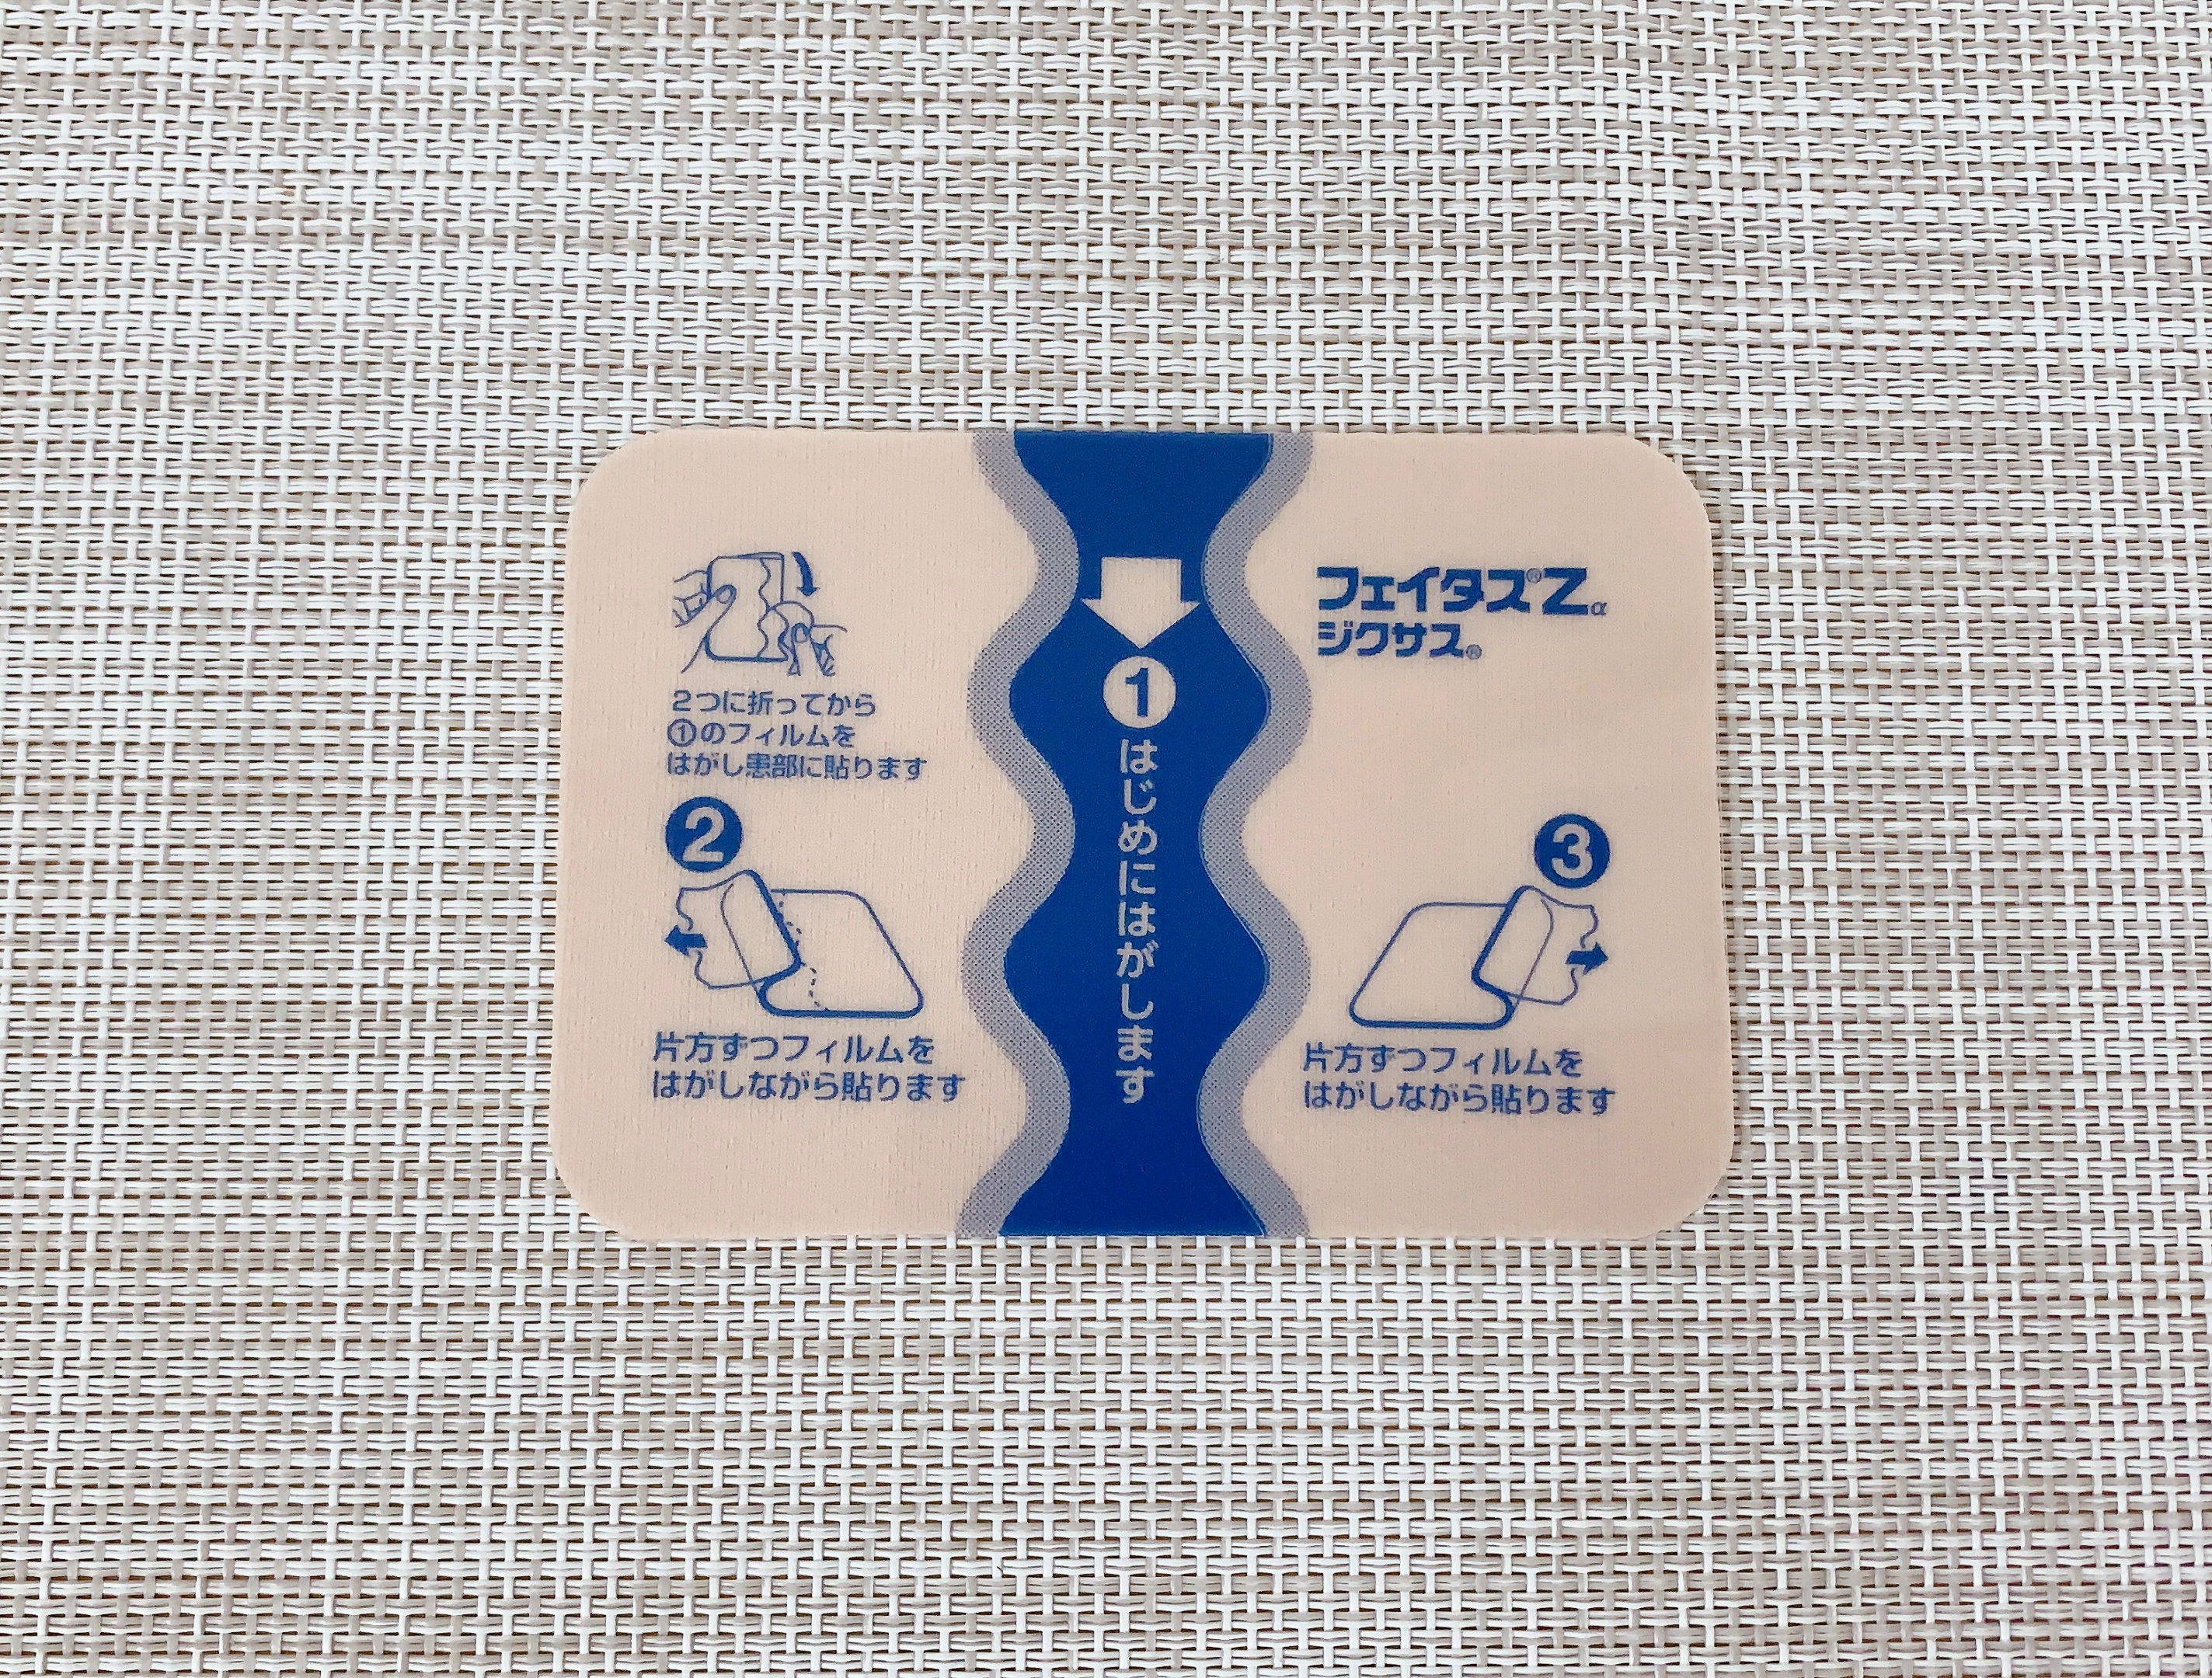 2つに折ってから
①のフィルムを
はがし患部に貼ります
❷
片方ずつフィルムを
はがしながら貼ります
①はじめにはがします
フェイタス®Zα
ジクサス®
❸
片方ずつフィルムを
はがしながら貼ります